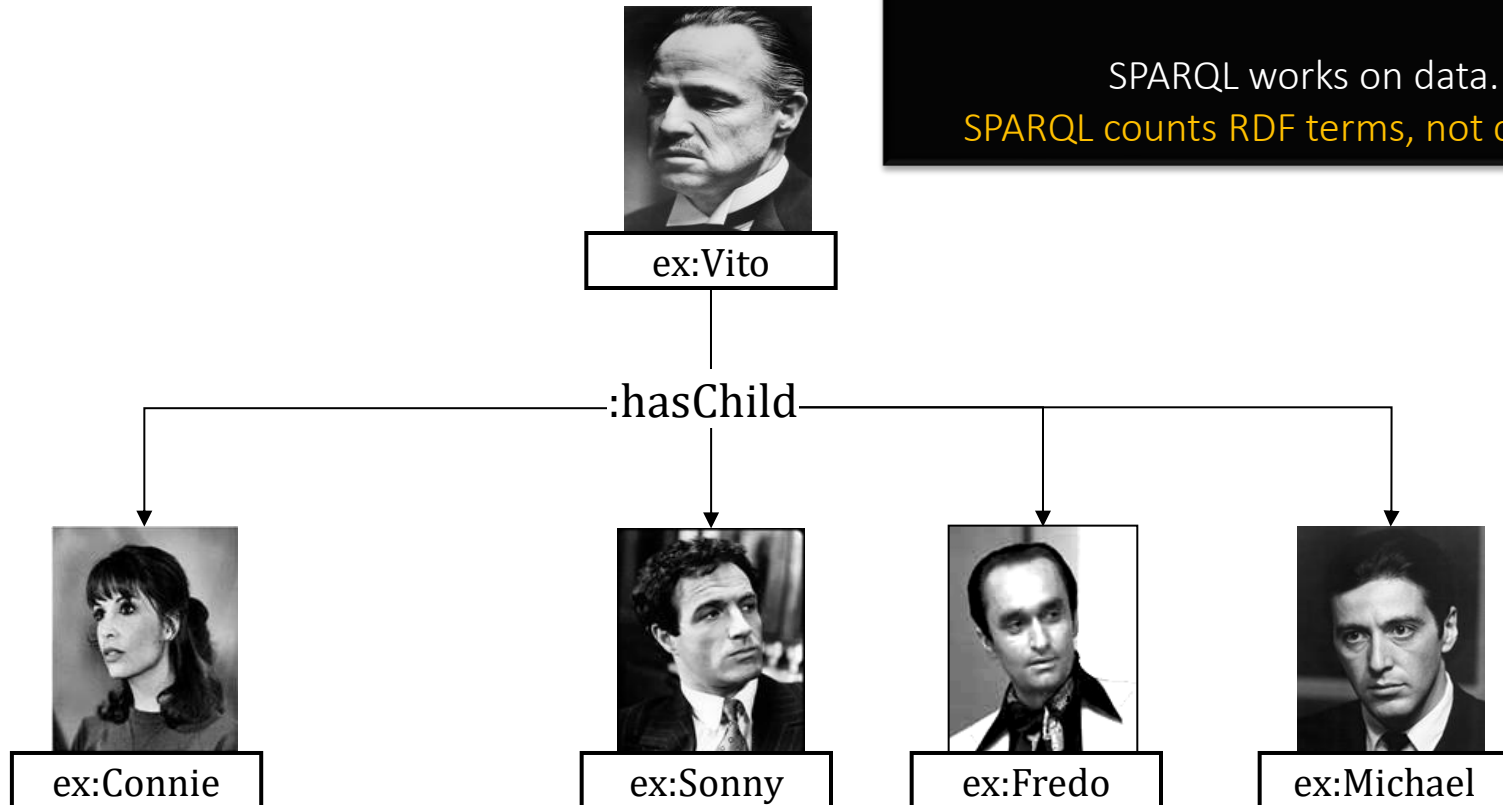 SPARQL works on data.
SPARQL counts RDF terms, not
ex:Vito
:hasChild
ex:Connie
ex:Sonny
ex:Fredo
ex:Michael